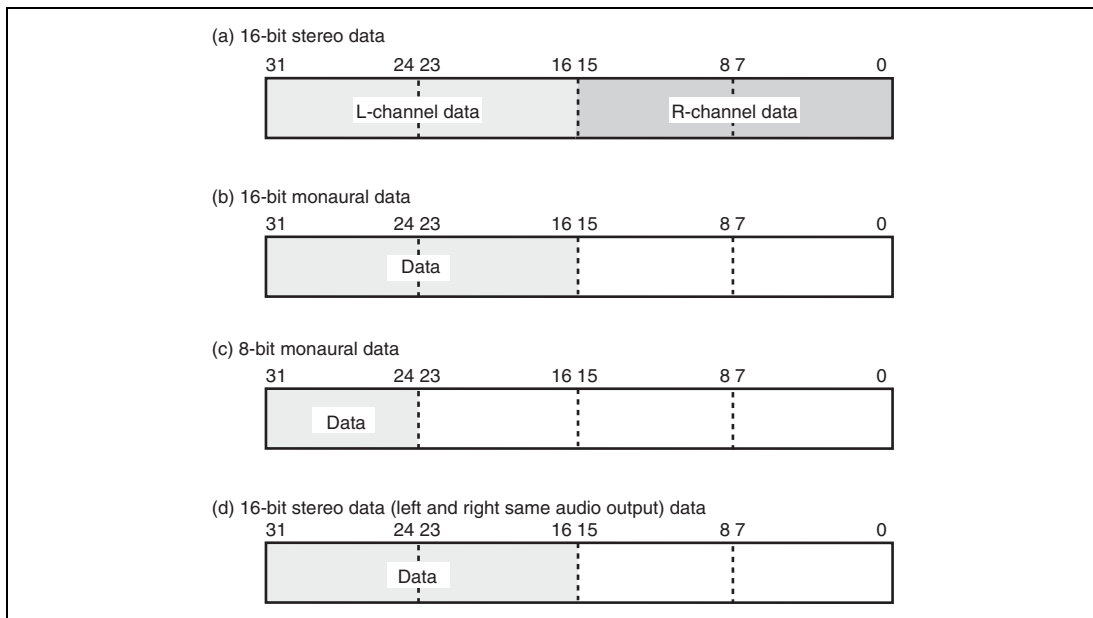 (a) 16-bit stereo data
31 24 23 16 15 8 7 0
L-channel data R-channel data
(b) 16-bit monaural data
31 24 23 16 15 8 7 0
Data
(c) 8-bit monaural data
31 24 23 16 15 8 7 0
Data
(d) 16-bit stereo data (left and right same audio output) data
31 24 23 16 15 8 7 0
Data